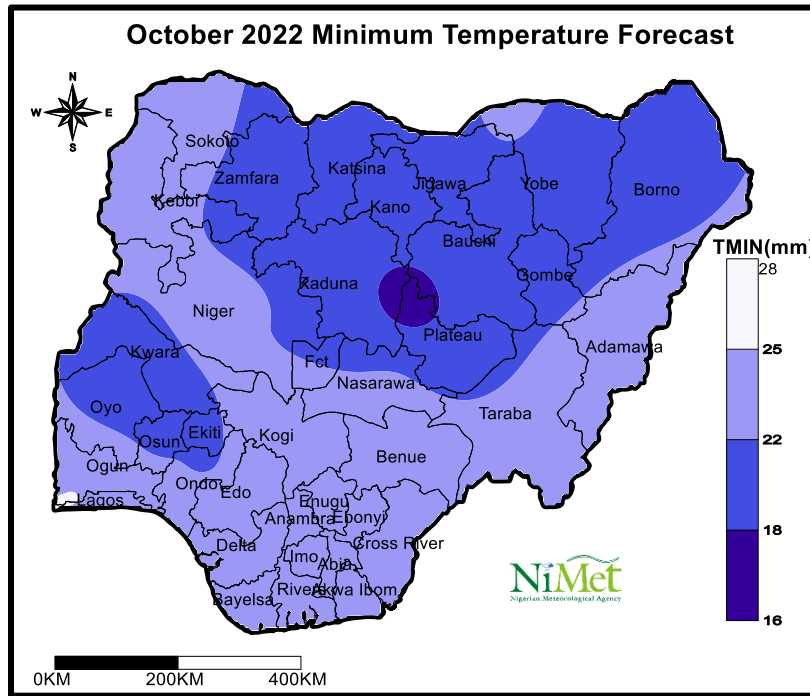 October 2022 Minimum Temperature Forecast
N
W E
S
Sokoto
Zamfara
Katsina
Jigawa
Yobe
Borno
Kebbi
Kano
Bauchi
Gombe
Kaduna
Niger
Plateau
Adamawa
Kwara
Fct
Nasarawa
Taraba
Oyo
Osun
Ekiti
Kogi
Benue
Ogun
Lagos
Ondo
Edo
Enugu
Anambra
Ebonyi
Cross River
Delta
Imo
Abia
Bayelsa
Rivers
Akwa Ibom
TMIN(mm)
28
25
22
18
16
NiMet
Nigerian Meteorological Agency
0KM 200KM 400KM